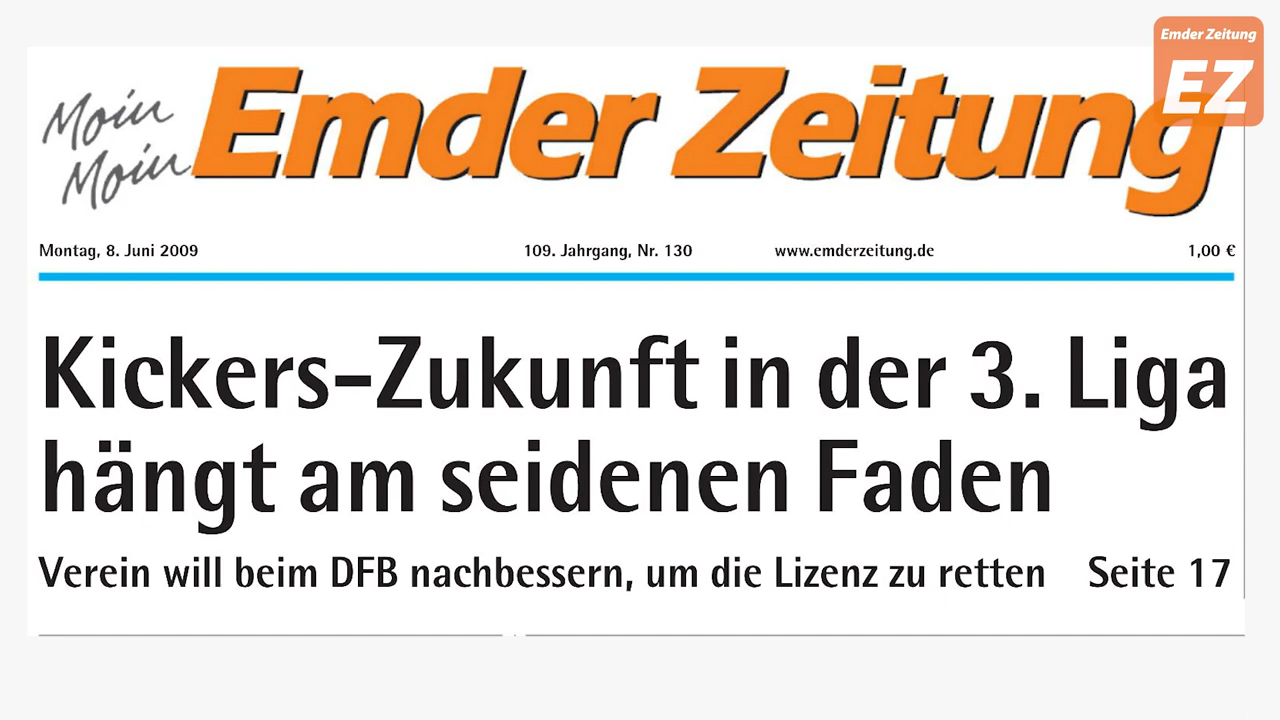 Emder Zeitung
EZ
Moin
Moin
Emder Zeitung
Montag, 8. Juni 2009 109. Jahrgang, Nr. 130 www.emderzeitung.de 1,00 €
Kickers-Zukunft in der 3. Liga
hängt am seidenen Faden
Verein will beim DFB nachbessern, um die Lizenz zu retten Seite 17